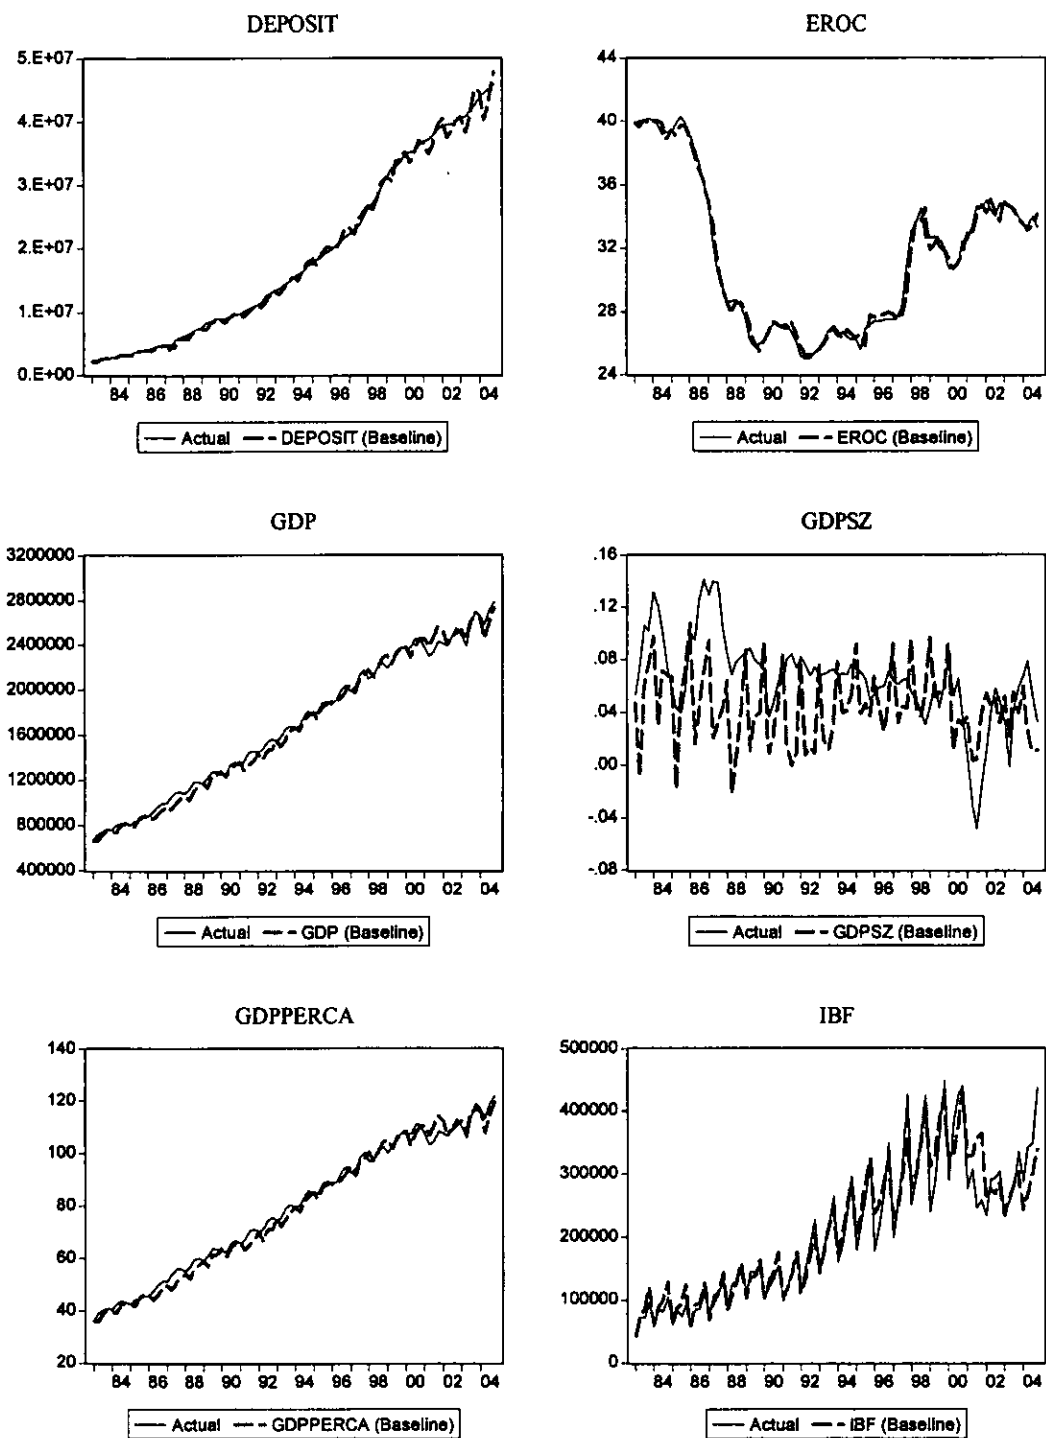 DEPOSIT
5.E+07
4.E+07
3.E+07
2.E+07
1.E+07
0.E+00
84 86 88 90 92 94 96 98 00 02 04
Actual DEPOSIT (Baseline)
EROC
44
40
36
32
28
24
84 86 88 90 92 94 96 98 00 02 04
Actual EROC (Baseline)
GDP
3200000
2800000
2400000
2000000
1600000
1200000
800000
400000
84 86 88 90 92 94 96 98 00 02 04
Actual GDP (Baseline)
GDPSZ
.16
.12
.08
.04
.00
-.04
-.08
84 86 88 90 92 94 96 98 00 02 04
Actual GDPSZ (Baseline)
GDPPERCA
140
120
100
80
60
40
20
84 86 88 90 92 94 96 98 00 02 04
Actual GDPPERCA (Baseline)
IBF
500000
400000
300000
200000
100000
0
84 86 88 90 92 94 96 98 00 02 04
Actual IBF (Baseline)